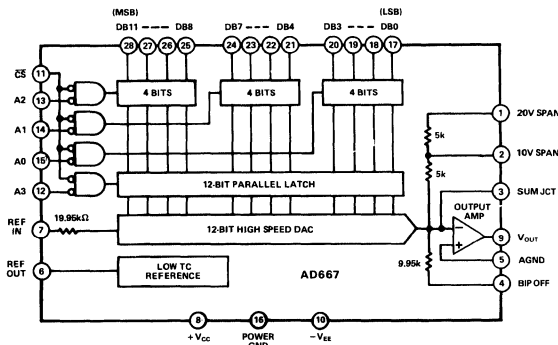 (MSB) (LSB)
DB11 ---- DB8 DB7 ---- DB4 DB3 ---- DB0
28 27 26 25 24 23 22 21 20 19 18 17
CS 11
4 BITS 4 BITS 4 BITS
A2 13
A1 14
A0 15
A3 12
12-BIT PARALLEL LATCH
REF IN 7 19.95kΩ
12-BIT HIGH SPEED DAC
REF OUT 6
LOW TC REFERENCE
AD667
1 20V SPAN
5k
2 10V SPAN
5k
3 SUM JCT
OUTPUT AMP
9 VOUT
5 AGND
9.95k
4 BIP OFF
8 16 10
+VCC POWER GND -VEE